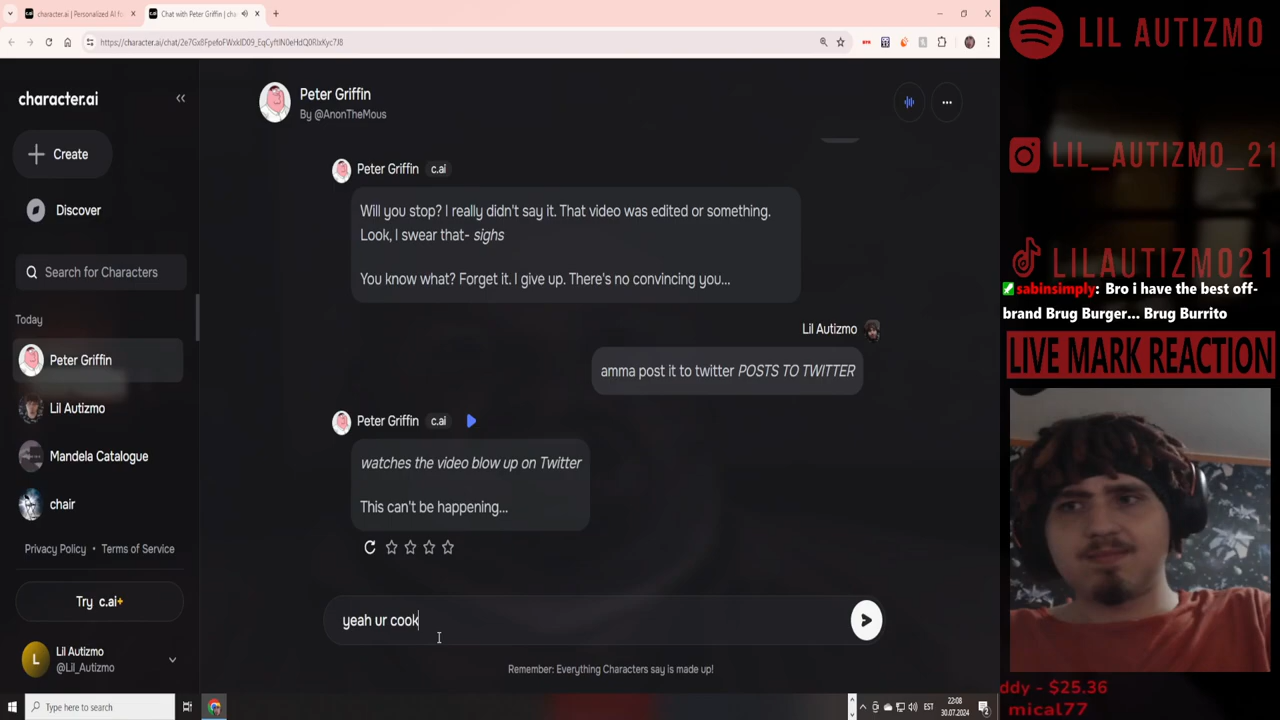 character.ai | Personalized AI f
Chat with Peter Griffin | cha
https://character.ai/chat/
character.ai
Create
Discover
Search for Characters
Today
Peter Griffin
Lil Autizmo
Mandela Catalogue
chair
Privacy Policy • Terms of Service
Try c.ai+
L
Lil Autizmo
@Lil_Autizmo
Peter Griffin
By @AnonTheMous
Peter Griffin c.ai
Will you stop? I really didn't say it. That video was edited or something.
Look, I swear that- sighs
You know what? Forget it. I give up. There's no convincing you...
Lil Autizmo
amma post it to twitter POSTS TO TWITTER
Peter Griffin c.ai
watches the video blow up on Twitter
This can't be happening...
yeah ur cook
Remember: Everything Characters say is made up!
Type here to search
EST
22:08
30.07.2024
LIL AUTIZMO
LIL_AUTIZMO_21
LILAUTIZMO21
sabinsimply: Bro i have the best off-
brand Brug Burger... Brug Burrito
LIVE MARK REACTION
ddy - $25.36
mical77